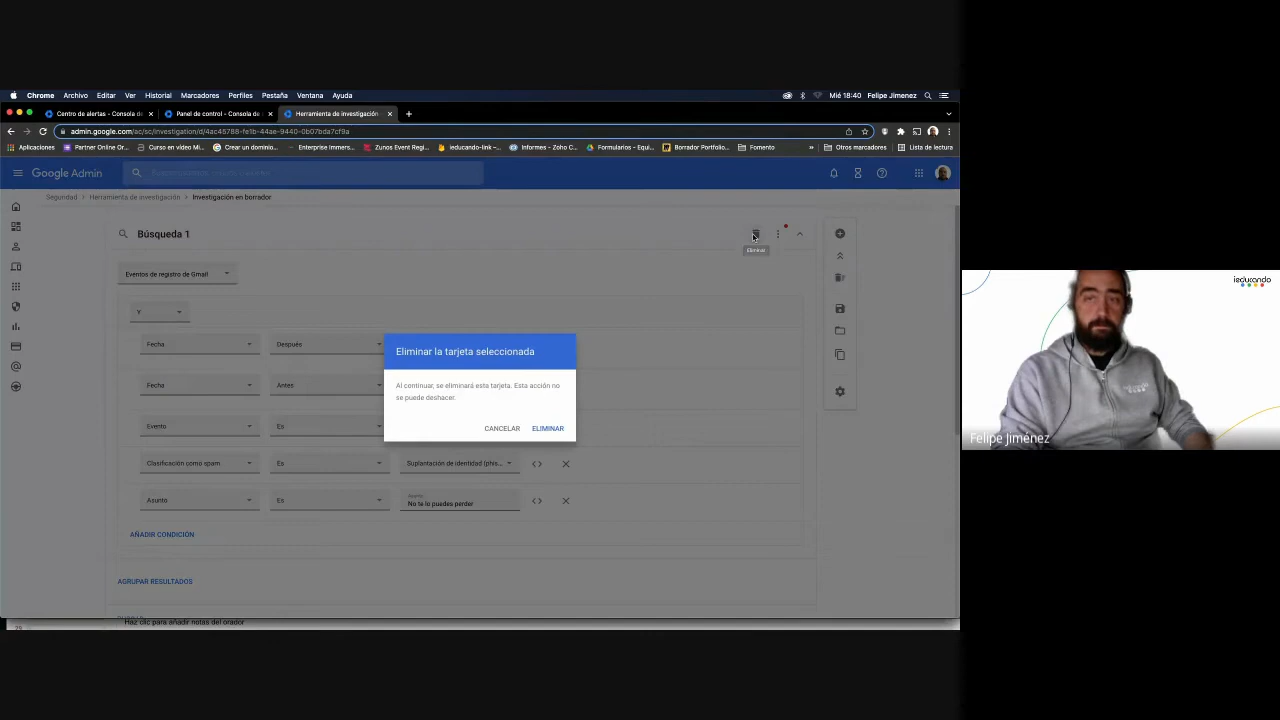 Chrome Archivo Editar Ver Historial Marcadores Perfiles Pestaña Ventana Ayuda
Mié 18:40 Felipe Jimenez
Centro de alertas - Consola de
Panel de control - Consola de
Herramienta de investigación
admin.google.com/ac/sc/investigation/d/4ac45788-fe1b-44ae-9440-0b07bda7cf9a
Aplicaciones Partner Online Or... Curso en vídeo Mi... Crear un dominio... Enterprise Immers... Zunos Event Regi... ieducando-link -... Informes - Zoho C... Formularios - Equi... Borrador Portfolio... Fomento » Otros marcadores Lista de lectura
Google Admin
Seguridad > Herramienta de investigación > Investigación en borrador
Búsqueda 1
Eliminar
Eventos de registro de Gmail
Y
Fecha Después
Fecha Antes
Evento Es
Clasificación como spam Es Suplantación de identidad (phis...
Asunto Es
Asunto
No te lo puedes perder
AÑADIR CONDICIÓN
AGRUPAR RESULTADOS
Eliminar la tarjeta seleccionada
Al continuar, se eliminará esta tarjeta. Esta acción no
se puede deshacer.
CANCELAR ELIMINAR
Haz clic para añadir notas del orador
29
ieducando
Felipe Jiménez